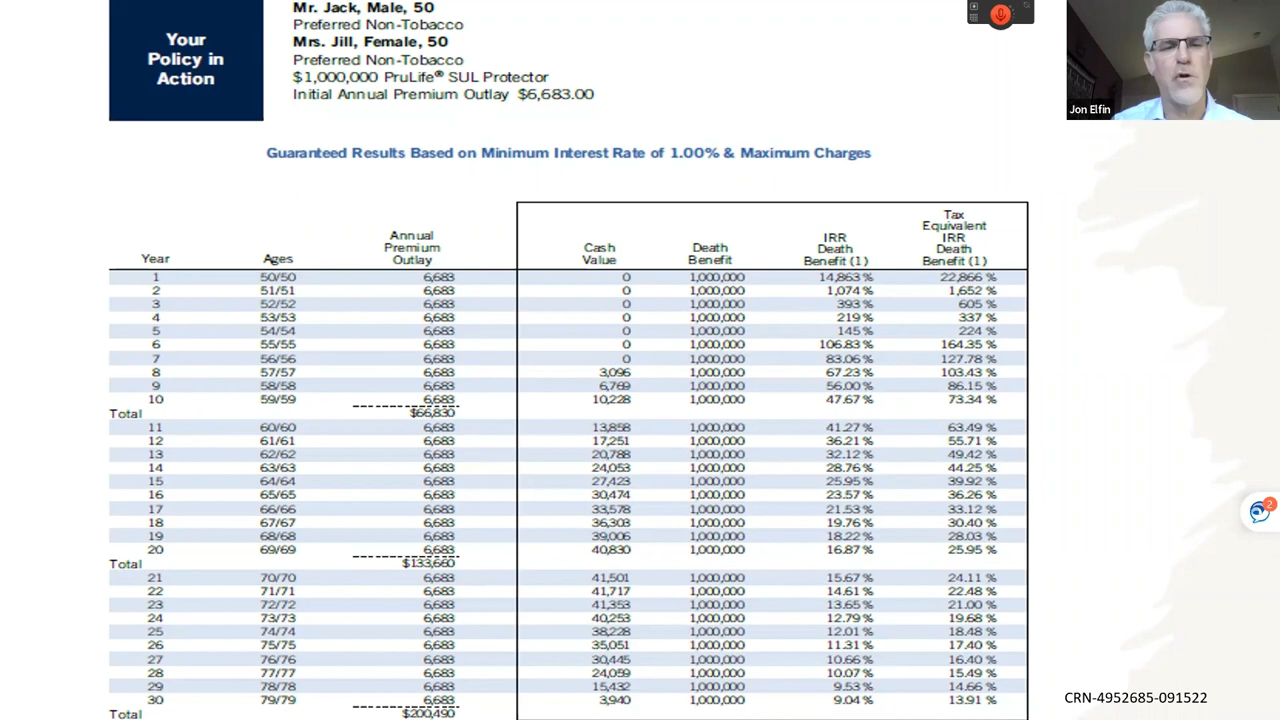 Your
Policy in
Action
Mr. Jack, Male, 50
Preferred Non-Tobacco
Mrs. Jill, Female, 50
Preferred Non-Tobacco
$1,000,000 PruLife® SUL Protector
Initial Annual Premium Outlay $6,683.00
Jon Elfin
Guaranteed Results Based on Minimum Interest Rate of 1.00% & Maximum Charges
Year Ages Annual Premium Outlay Cash Value Death Benefit IRR Death Benefit (1) Tax Equivalent IRR Death Benefit (1)
1 50/50 6,683 0 1,000,000 14,863 % 22,866 %
2 51/51 6,683 0 1,000,000 1,074 % 1,652 %
3 52/52 6,683 0 1,000,000 393 % 605 %
4 53/53 6,683 0 1,000,000 219 % 337 %
5 54/54 6,683 0 1,000,000 145 % 224 %
6 55/55 6,683 0 1,000,000 106.83 % 164.35 %
7 56/56 6,683 0 1,000,000 83.06 % 127.78 %
8 57/57 6,683 3,096 1,000,000 67.23 % 103.43 %
9 58/58 6,683 6,769 1,000,000 56.00 % 86.15 %
10 59/59 6,683 10,228 1,000,000 47.67 % 73.34 %
Total $66,830
11 60/60 6,683 13,858 1,000,000 41.27 % 63.49 %
12 61/61 6,683 17,251 1,000,000 36.21 % 55.71 %
13 62/62 6,683 20,788 1,000,000 32.12 % 49.42 %
14 63/63 6,683 24,053 1,000,000 28.76 % 44.25 %
15 64/64 6,683 27,423 1,000,000 25.95 % 39.92 %
16 65/65 6,683 30,474 1,000,000 23.57 % 36.26 %
17 66/66 6,683 33,578 1,000,000 21.53 % 33.12 %
18 67/67 6,683 36,303 1,000,000 19.76 % 30.40 %
19 68/68 6,683 39,006 1,000,000 18.22 % 28.03 %
20 69/69 6,683 40,830 1,000,000 16.87 % 25.95 %
Total $133,660
21 70/70 6,683 41,501 1,000,000 15.67 % 24.11 %
22 71/71 6,683 41,717 1,000,000 14.61 % 22.48 %
23 72/72 6,683 41,353 1,000,000 13.65 % 21.00 %
24 73/73 6,683 40,253 1,000,000 12.79 % 19.68 %
25 74/74 6,683 38,228 1,000,000 12.01 % 18.48 %
26 75/75 6,683 35,051 1,000,000 11.31 % 17.40 %
27 76/76 6,683 30,445 1,000,000 10.66 % 16.40 %
28 77/77 6,683 24,059 1,000,000 10.07 % 15.49 %
29 78/78 6,683 15,432 1,000,000 9.53 % 14.66 %
30 79/79 6,683 3,940 1,000,000 9.04 % 13.91 %
Total $200,490
2
CRN-4952685-091522